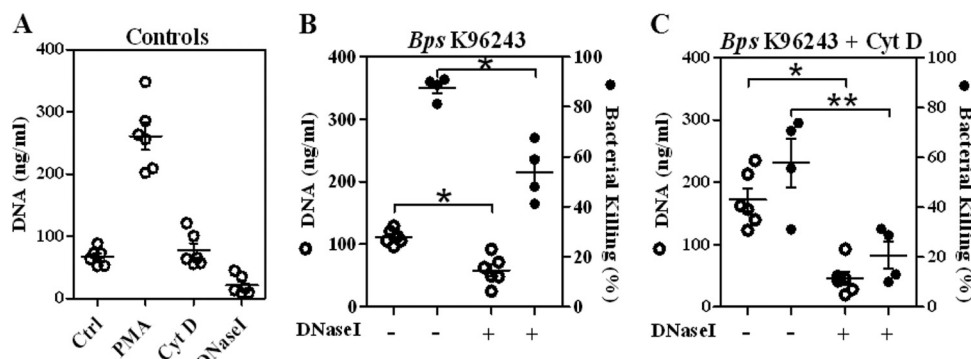 A
Controls
DNA (ng/ml)
400
300
200
100
0
Ctrl
PMA
Cyt D
DNaseI
B
Bps K96243
DNA (ng/ml)
400
300
200
100
0
*
*
100
80
60
40
20
0
Bacterial Killing (%)
DNaseI - - + +
C
Bps K96243 + Cyt D
DNA (ng/ml)
400
300
200
100
0
*
**
100
80
60
40
20
0
Bacterial Killing (%)
DNaseI - - + +